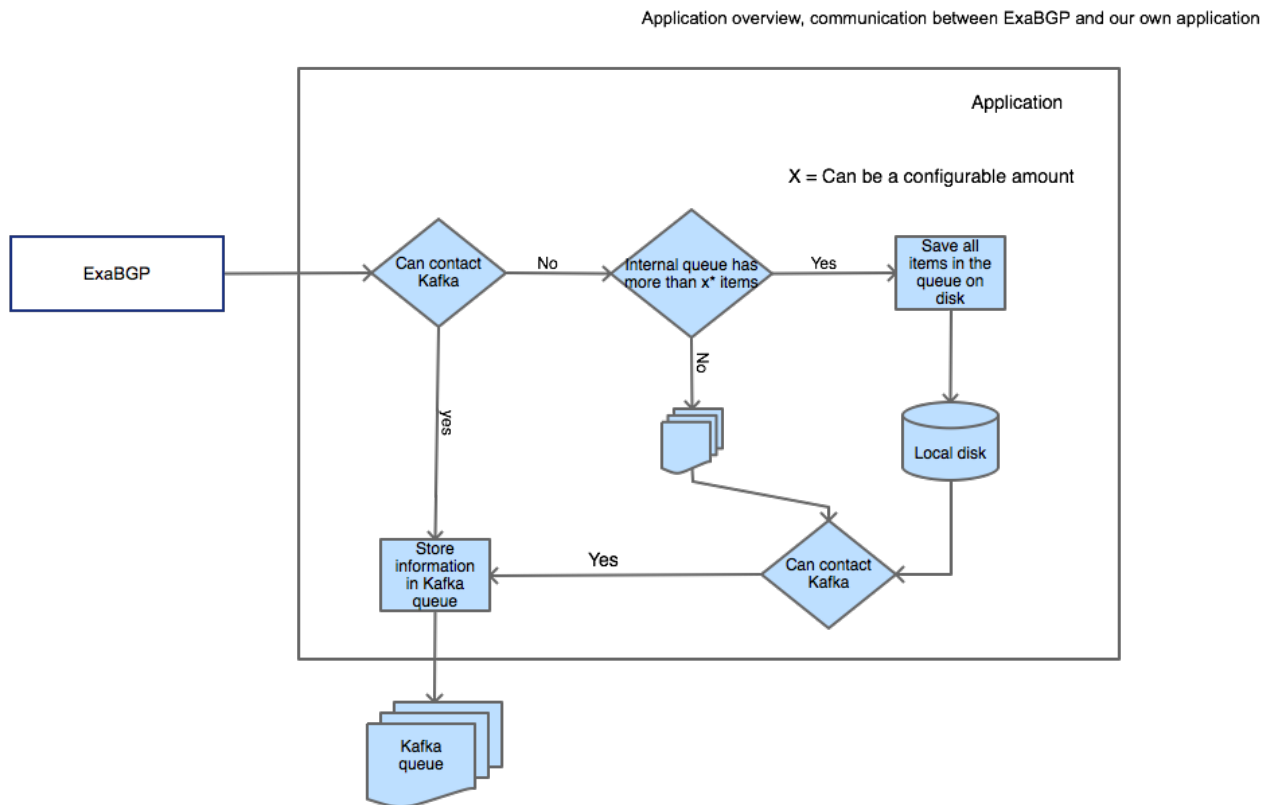 Application overview, communication between ExaBGP and our own application
Application
X = Can be a configurable amount
ExaBGP
Can contact
Kafka
No
Internal queue has
more than x* items
Yes
Save all
items in the
queue on
disk
yes
No
Local disk
Store
information
in Kafka
queue
Yes
Can contact
Kafka
Kafka
queue